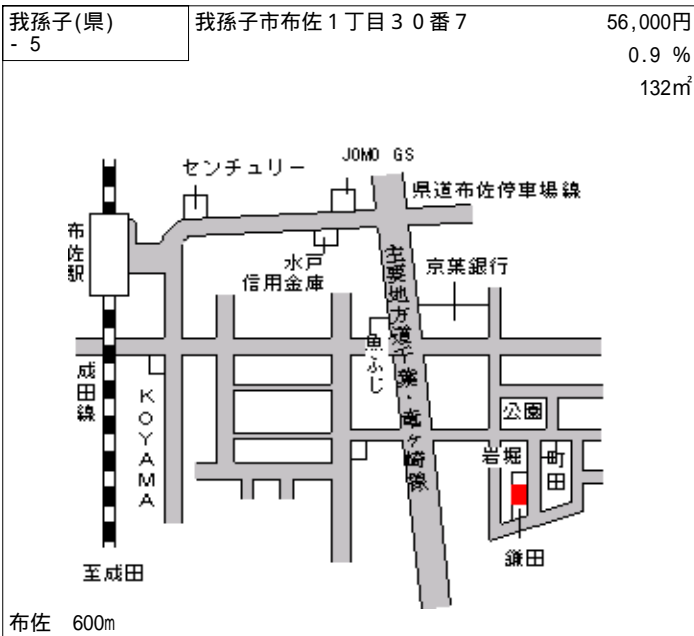 我孫子(県)
- 5
我孫子市布佐1丁目30番7
56,000円
0.9 %
132㎡
センチュリー
JOMO GS
県道布佐停車場線
布佐駅
水戸
信用金庫
主要地方道千葉・竜ヶ崎線
京葉銀行
魚ふじ
成田線
KOYAMA
公園
岩堀
町田
鎌田
至成田
布佐 600m